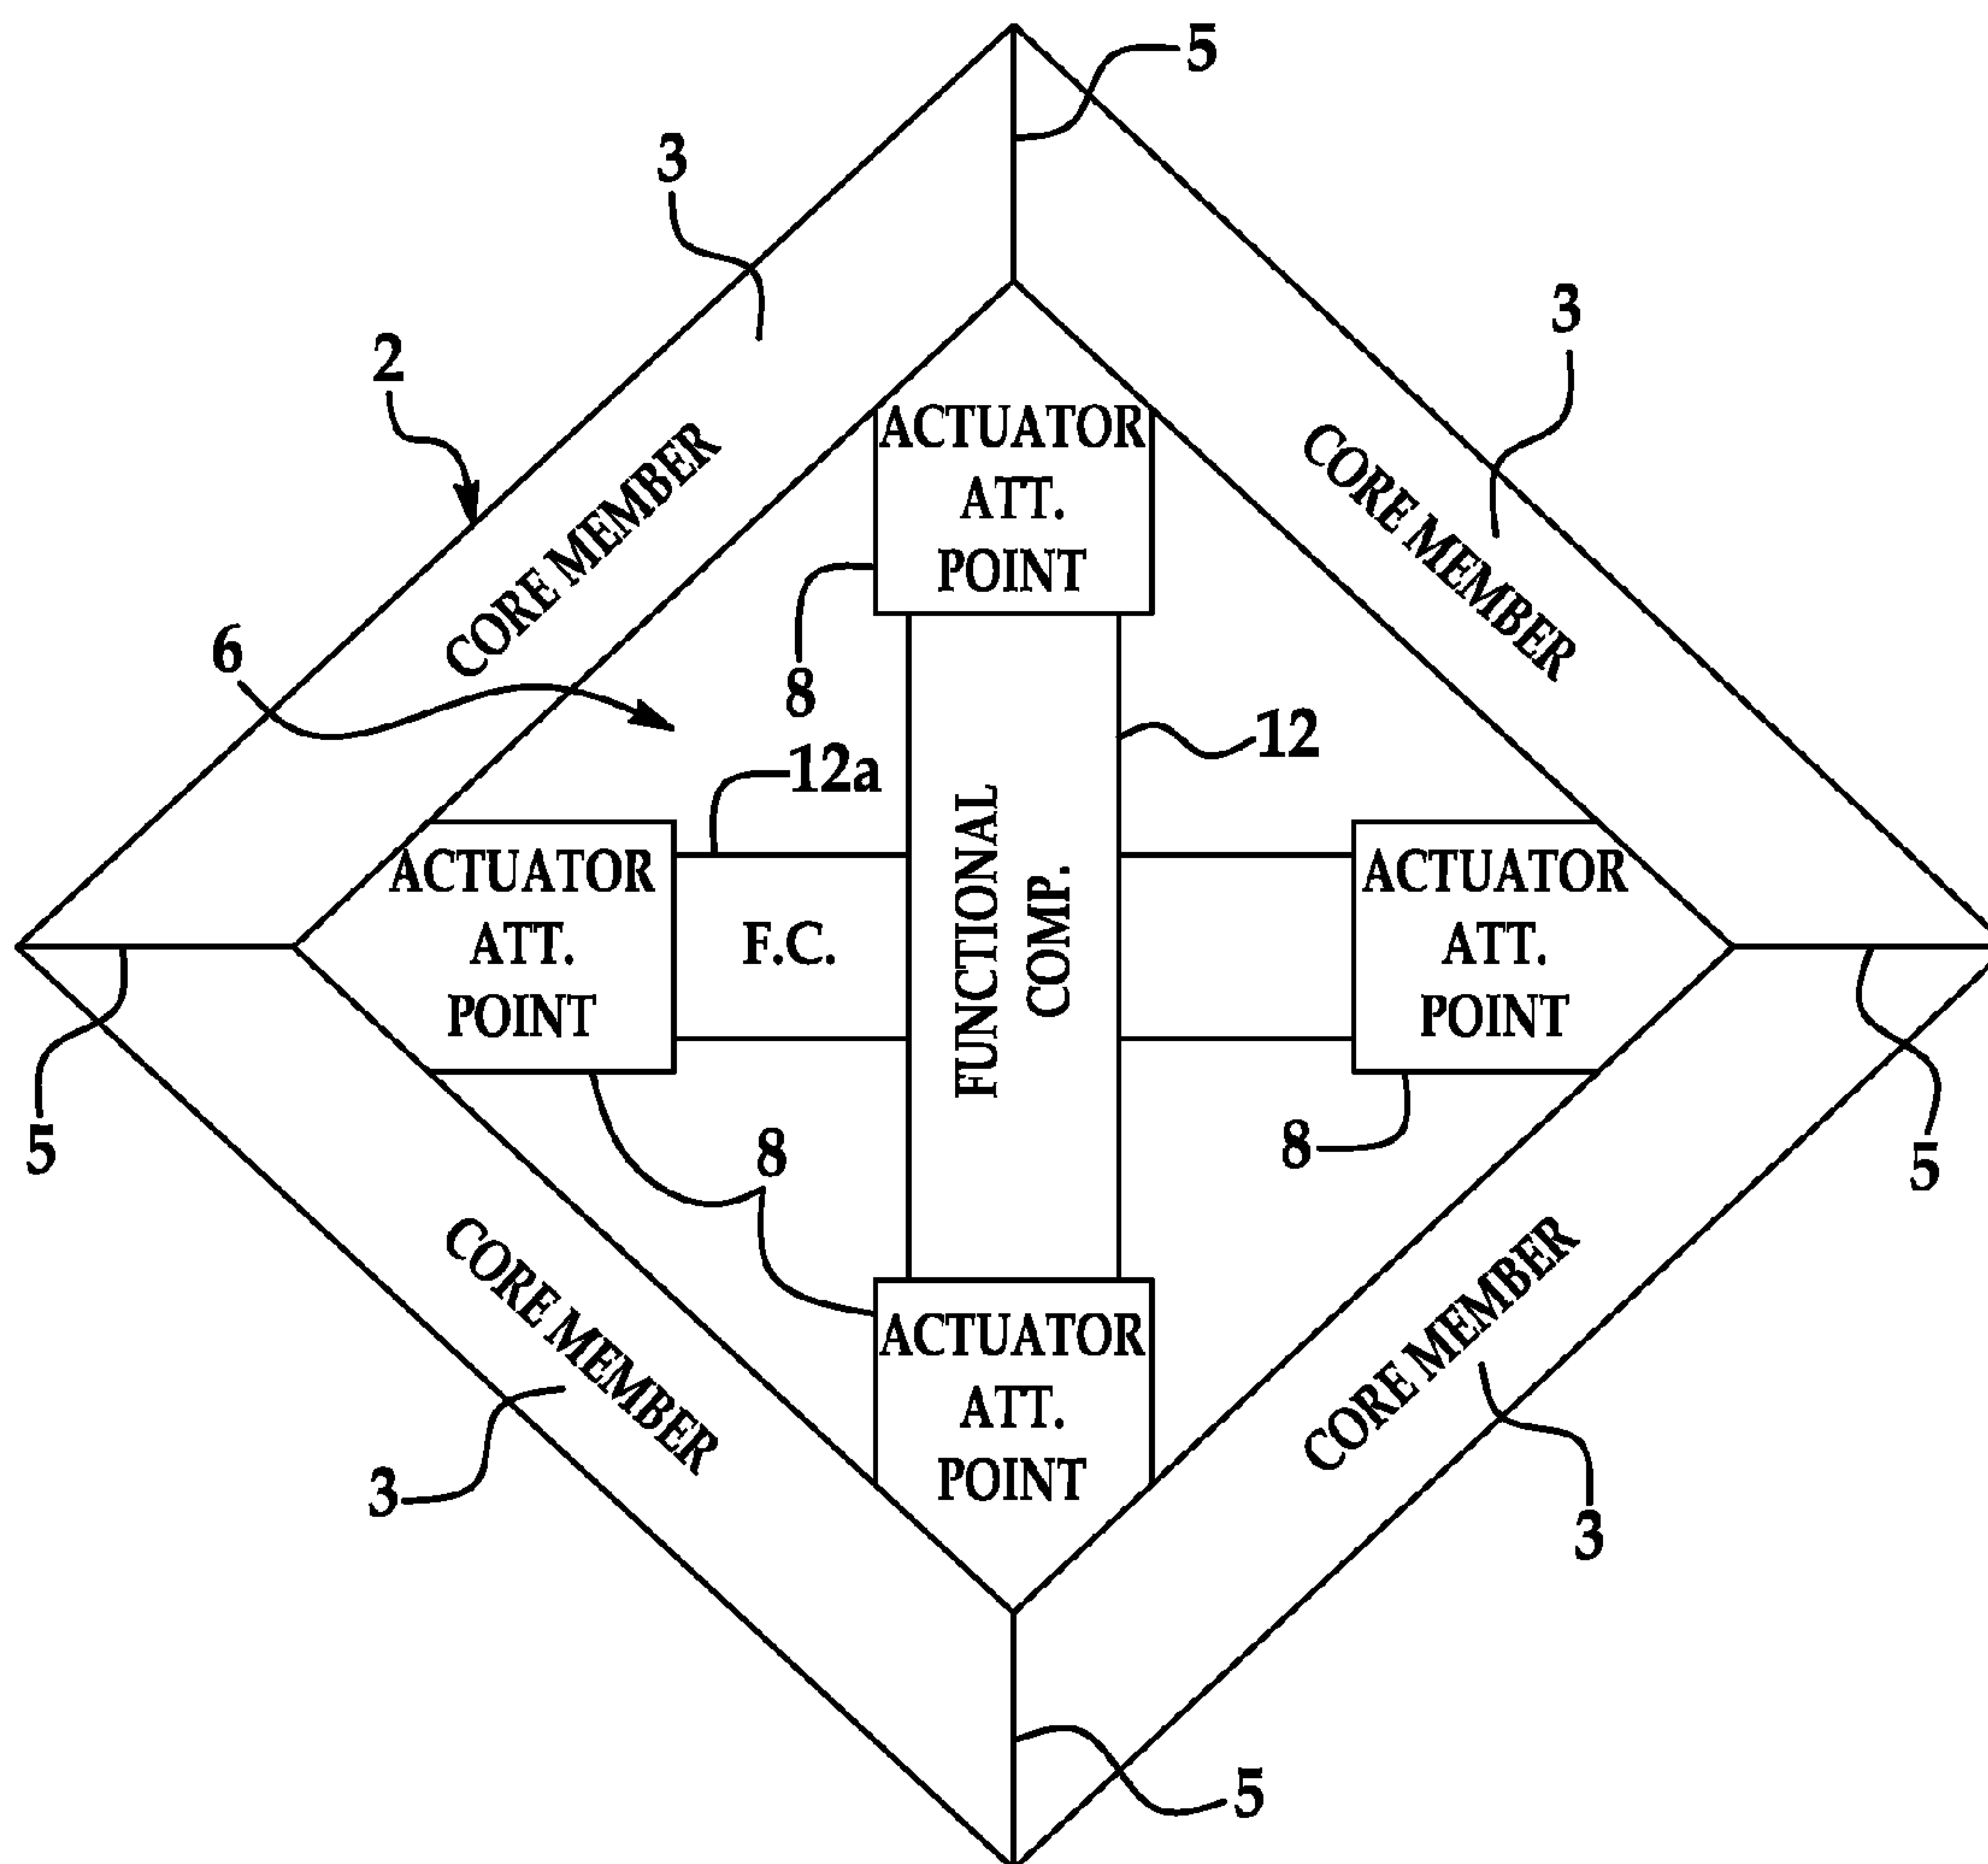 5
3
3
2
CORE MEMBER
CORE MEMBER
ACTUATOR
ATT.
POINT
8
6
12
12a
ACTUATOR
ATT.
POINT
F.C.
FUNCTIONAL
COMP.
ACTUATOR
ATT.
POINT
5
8
8
5
CORE MEMBER
CORE MEMBER
ACTUATOR
ATT.
POINT
3
3
5